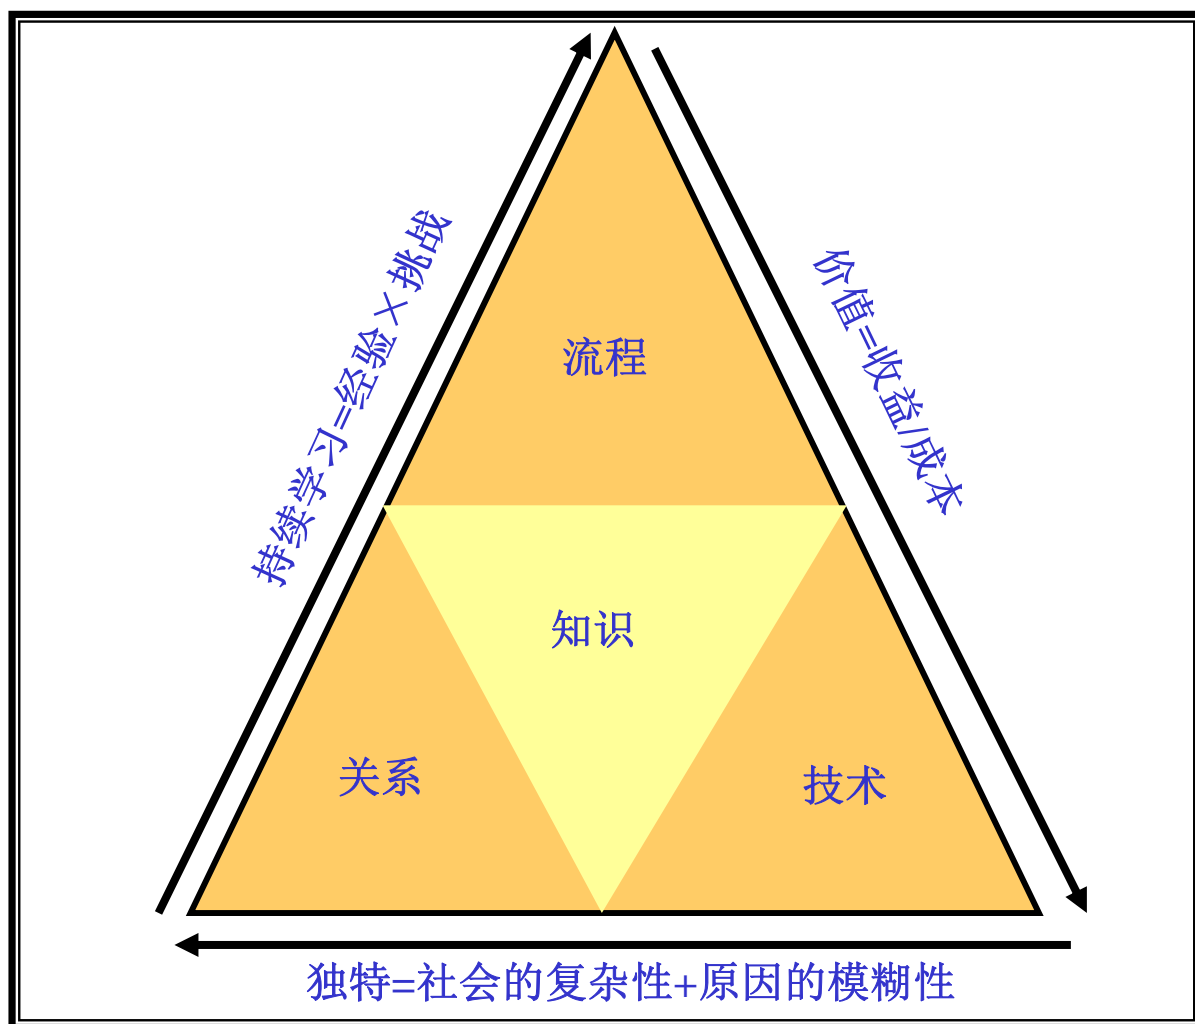 持续学习=经验×挑战
价值=收益/成本
流程
知识
关系
技术
独特=社会的复杂性+原因的模糊性